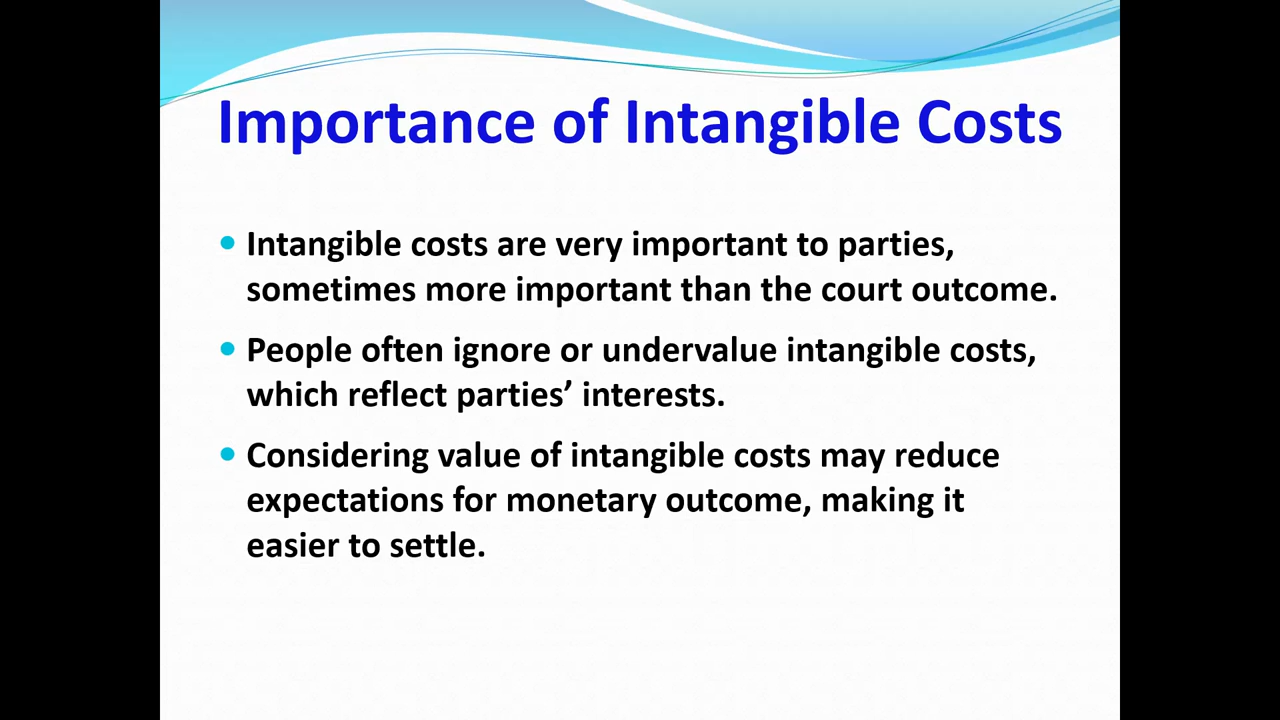 Importance of Intangible Costs
• Intangible costs are very important to parties,
sometimes more important than the court outcome.
• People often ignore or undervalue intangible costs,
which reflect parties’ interests.
• Considering value of intangible costs may reduce
expectations for monetary outcome, making it
easier to settle.